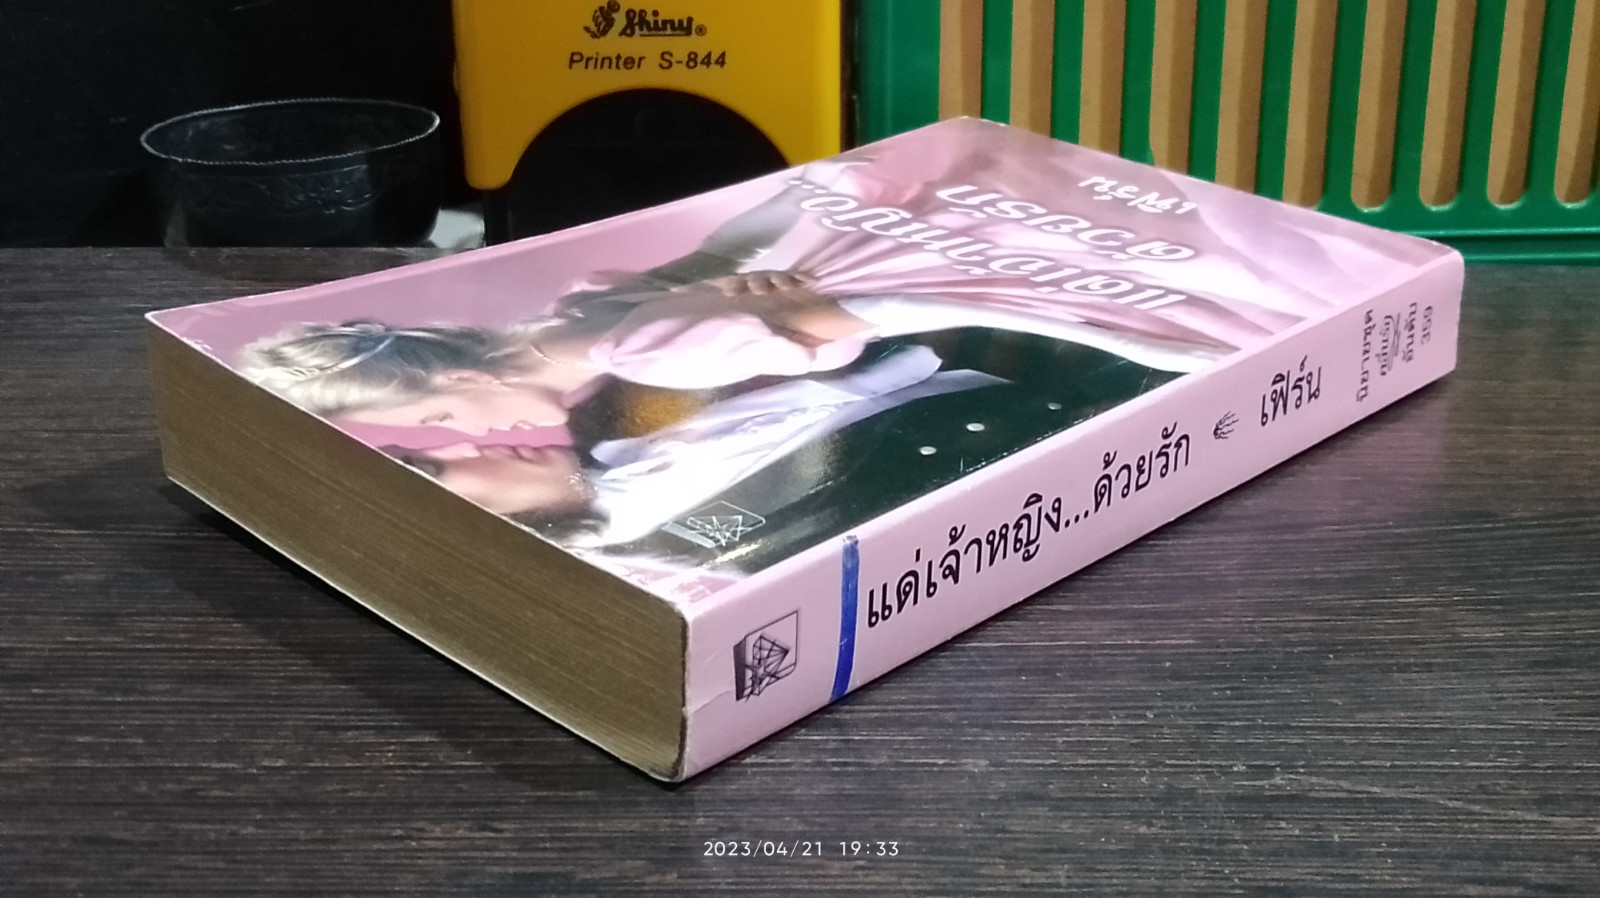 Shiny®
Printer S-844
แด่เจ้าหญิง...
ด้วยรัก
เฟิร์น
แด่เจ้าหญิง...ด้วยรัก เฟิร์น
359
2023/04/21 19:33